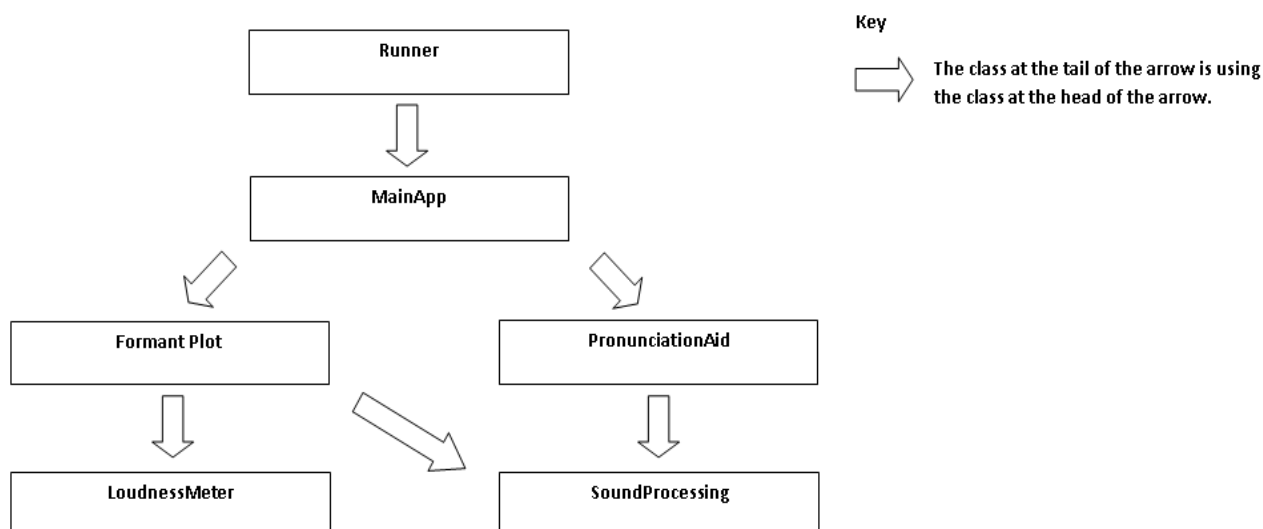 Key
Runner
The class at the tail of the arrow is using
the class at the head of the arrow.
MainApp
Formant Plot
PronunciationAid
LoudnessMeter
SoundProcessing